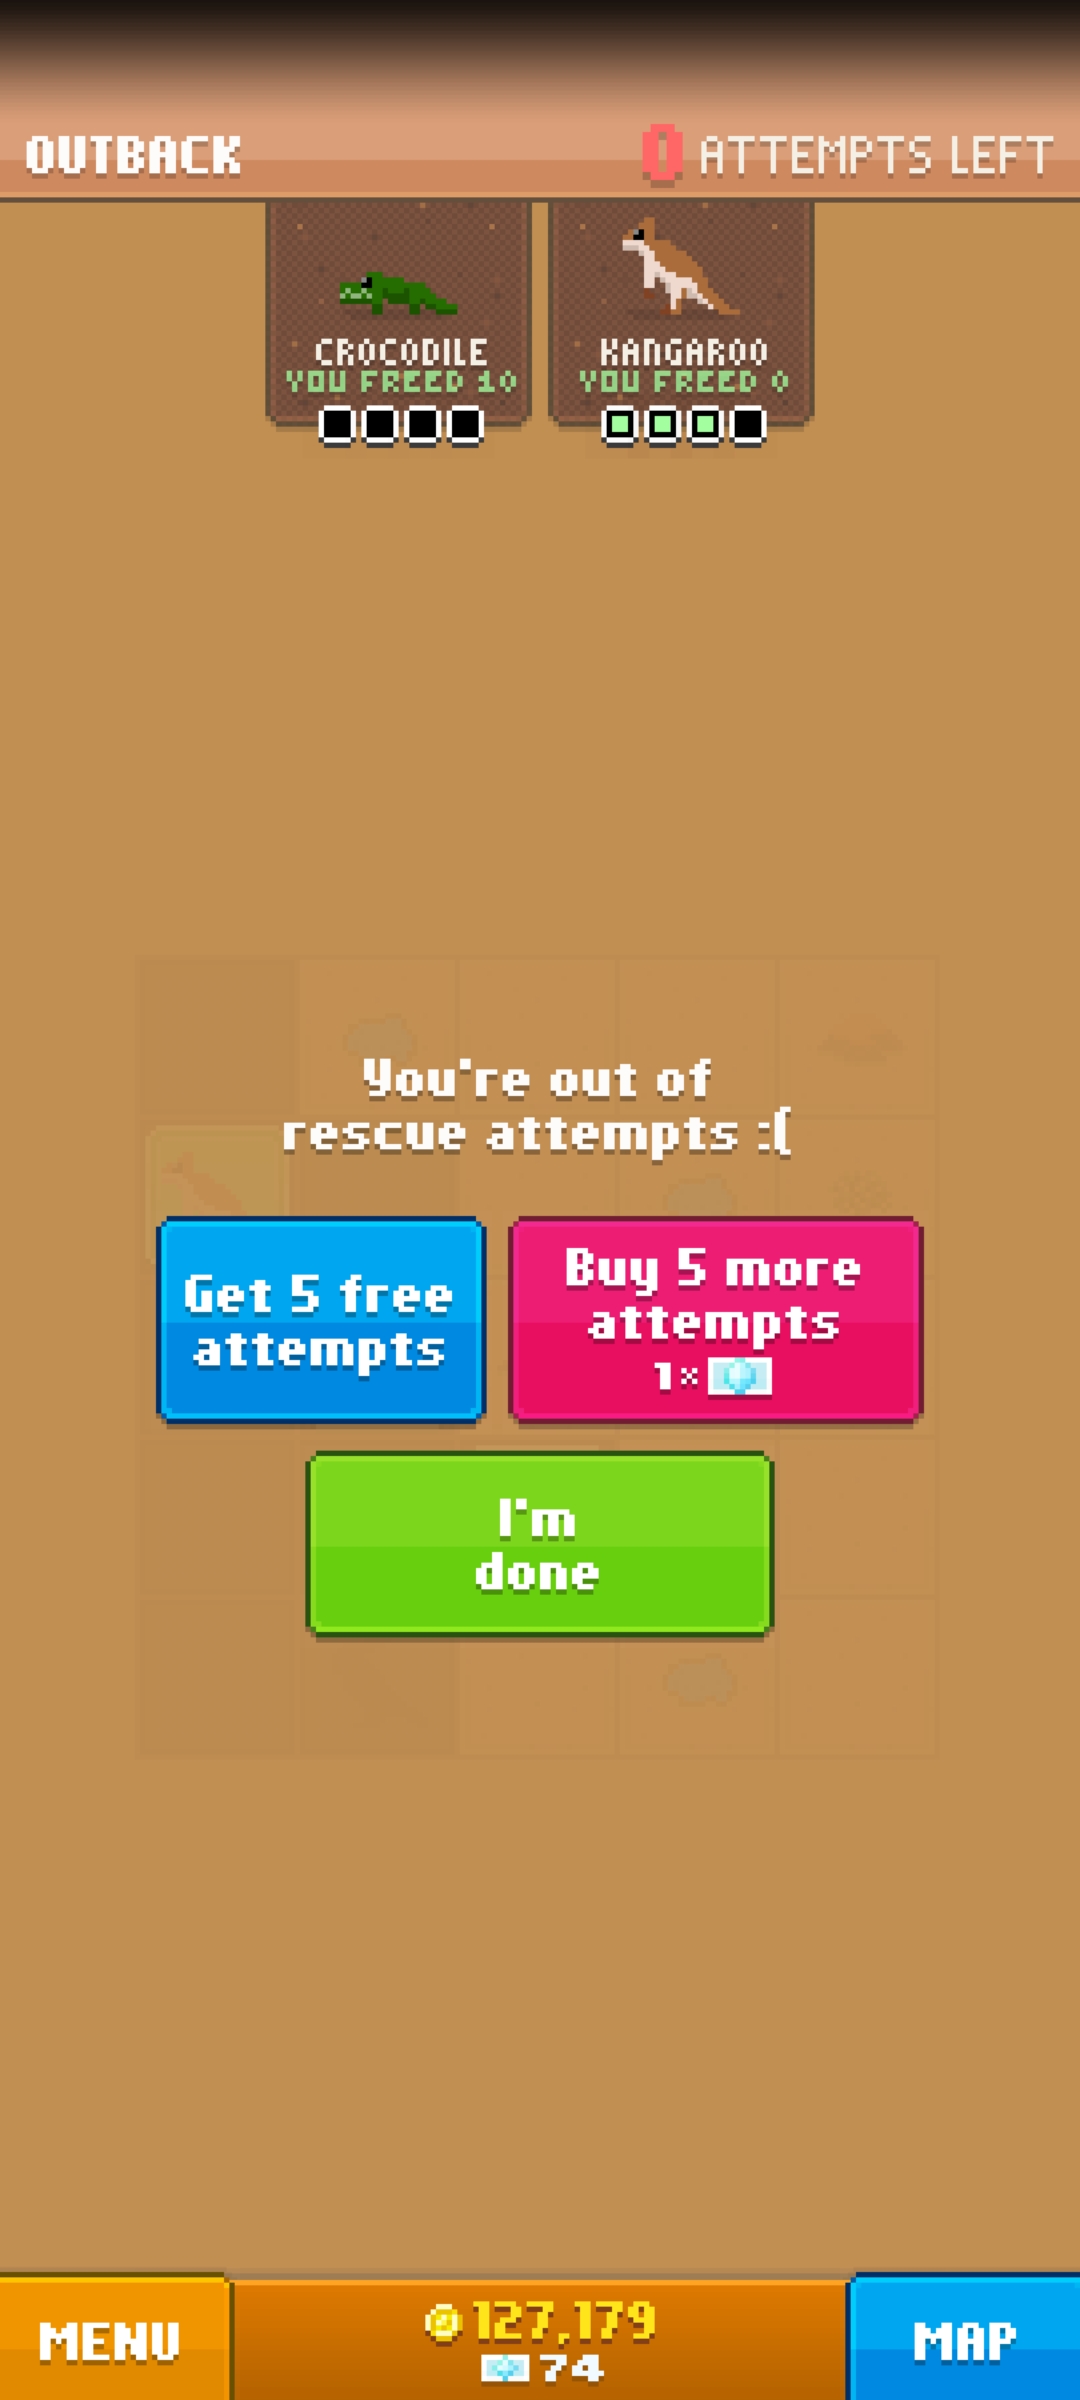 OUTBACK
0 ATTEMPTS LEFT
CROCODILE
YOU FREED 10
KANGAROO
YOU FREED 0
You're out of
rescue attempts :(
Get 5 free
attempts
Buy 5 more
attempts
1×
I'm
done
MENU
127,179
74
MAP